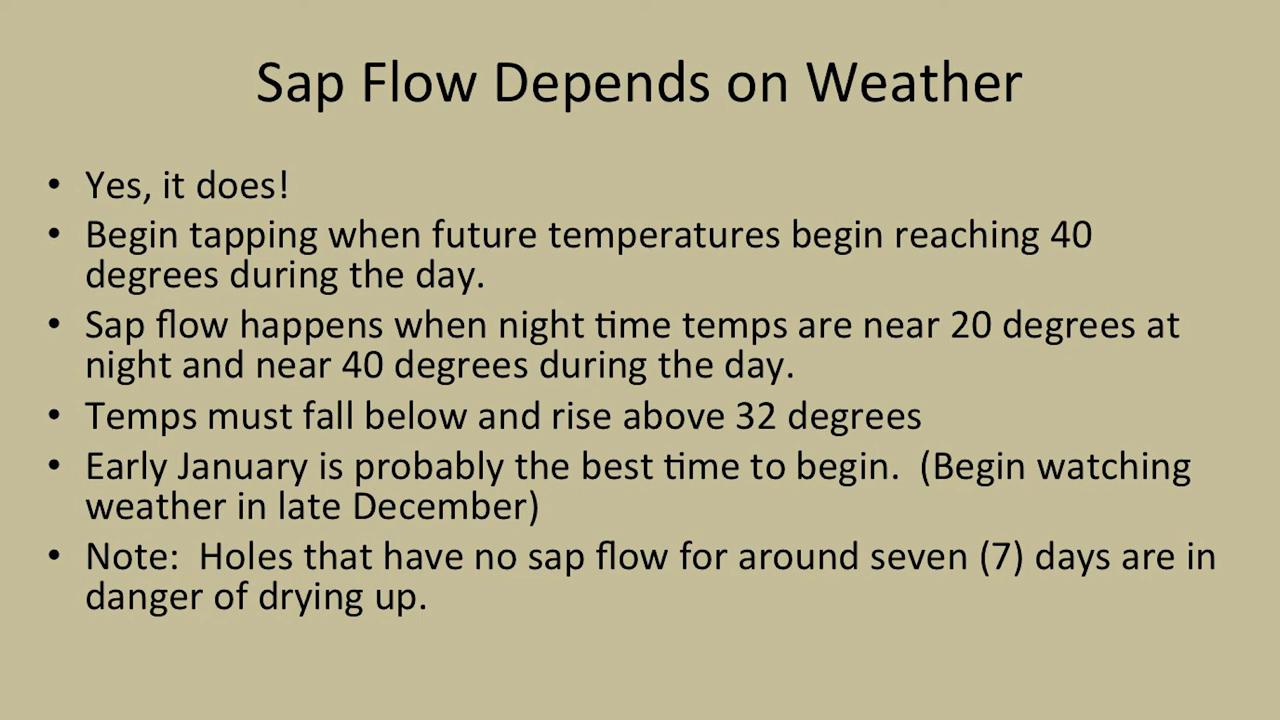 Sap Flow Depends on Weather
• Yes, it does!
• Begin tapping when future temperatures begin reaching 40
degrees during the day.
• Sap flow happens when night time temps are near 20 degrees at
night and near 40 degrees during the day.
• Temps must fall below and rise above 32 degrees
• Early January is probably the best time to begin.  (Begin watching
weather in late December)
• Note:  Holes that have no sap flow for around seven (7) days are in
danger of drying up.